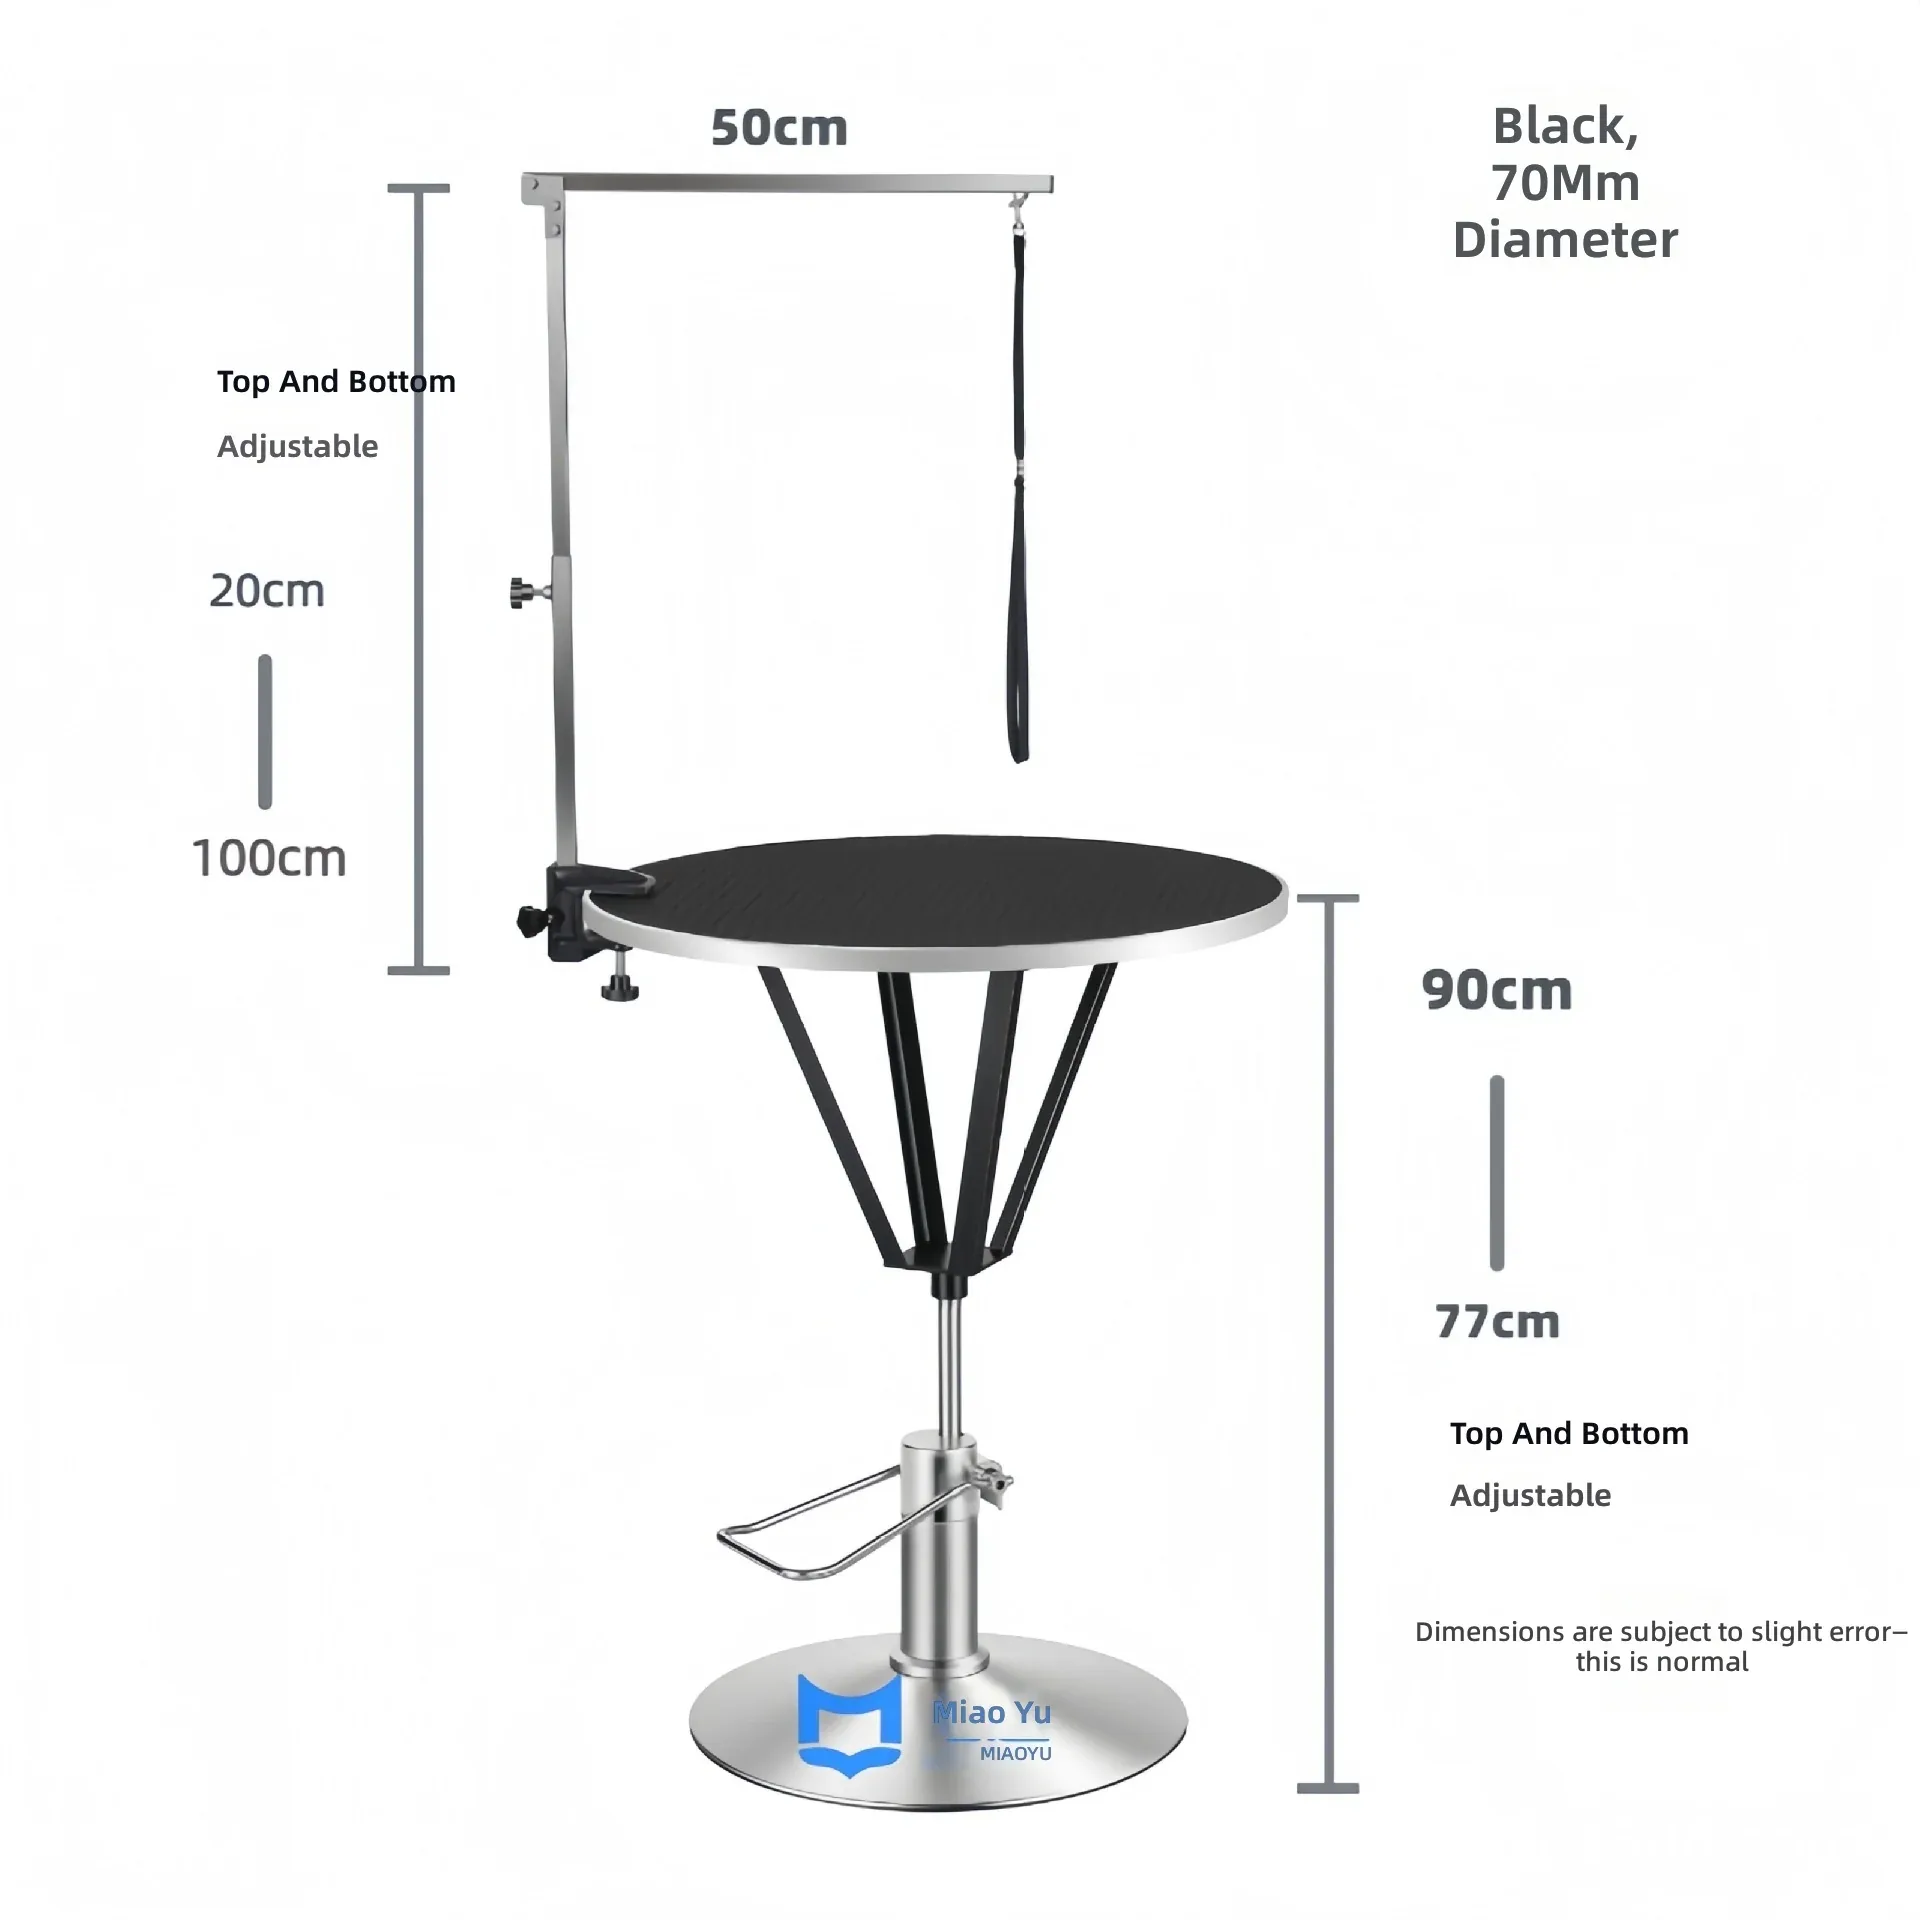 50cm
Black,
70Mm
Diameter
Top And Bottom
Adjustable
20cm
100cm
90cm
77cm
Top And Bottom
Adjustable
Dimensions are subject to slight error—
this is normal
Miao Yu
MIAOYU